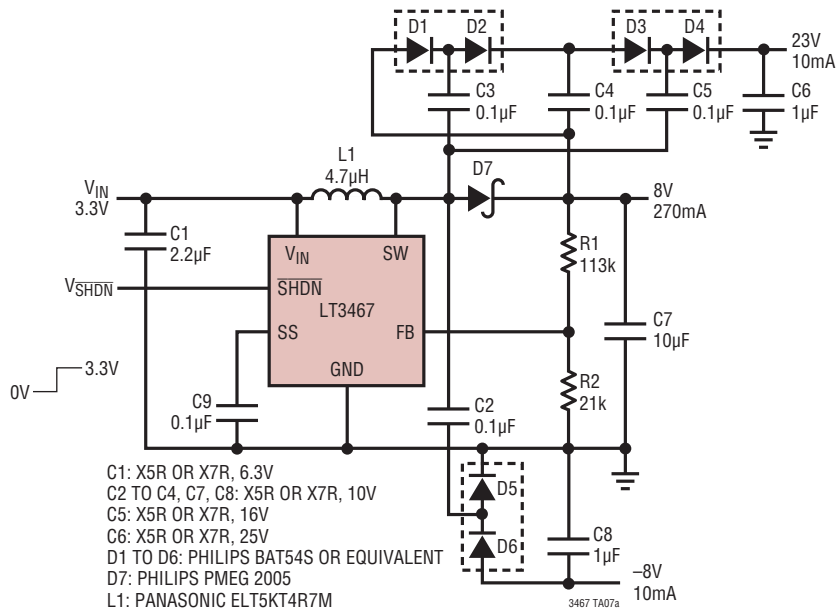 D1
D2
D3
D4
23V
10mA
C3
0.1µF
C4
0.1µF
C5
0.1µF
C6
1µF
L1
4.7µH
D7
VIN
3.3V
8V
270mA
C1
2.2µF
VIN
SW
R1
113k
VSHDN
SHDN
LT3467
SS
FB
C7
10µF
GND
3.3V
0V
R2
21k
C9
0.1µF
C2
0.1µF
C1: X5R OR X7R, 6.3V
C2 TO C4, C7, C8: X5R OR X7R, 10V
C5: X5R OR X7R, 16V
C6: X5R OR X7R, 25V
D1 TO D6: PHILIPS BAT54S OR EQUIVALENT
D7: PHILIPS PMEG 2005
L1: PANASONIC ELT5KT4R7M
D5
D6
C8
1µF
–8V
10mA
3467 TA07a